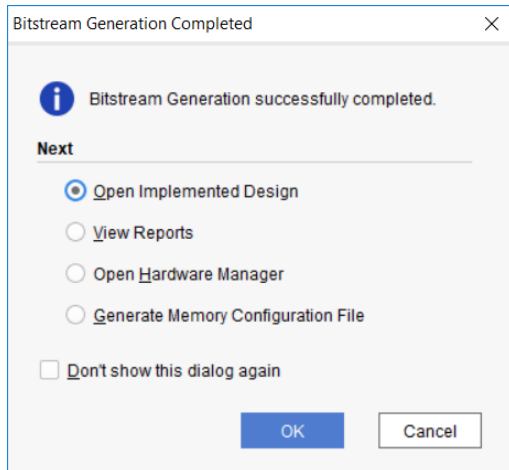 Bitstream Generation Completed
Bitstream Generation successfully completed.
Next
Open Implemented Design
View Reports
Open Hardware Manager
Generate Memory Configuration File
Don't show this dialog again
OK Cancel